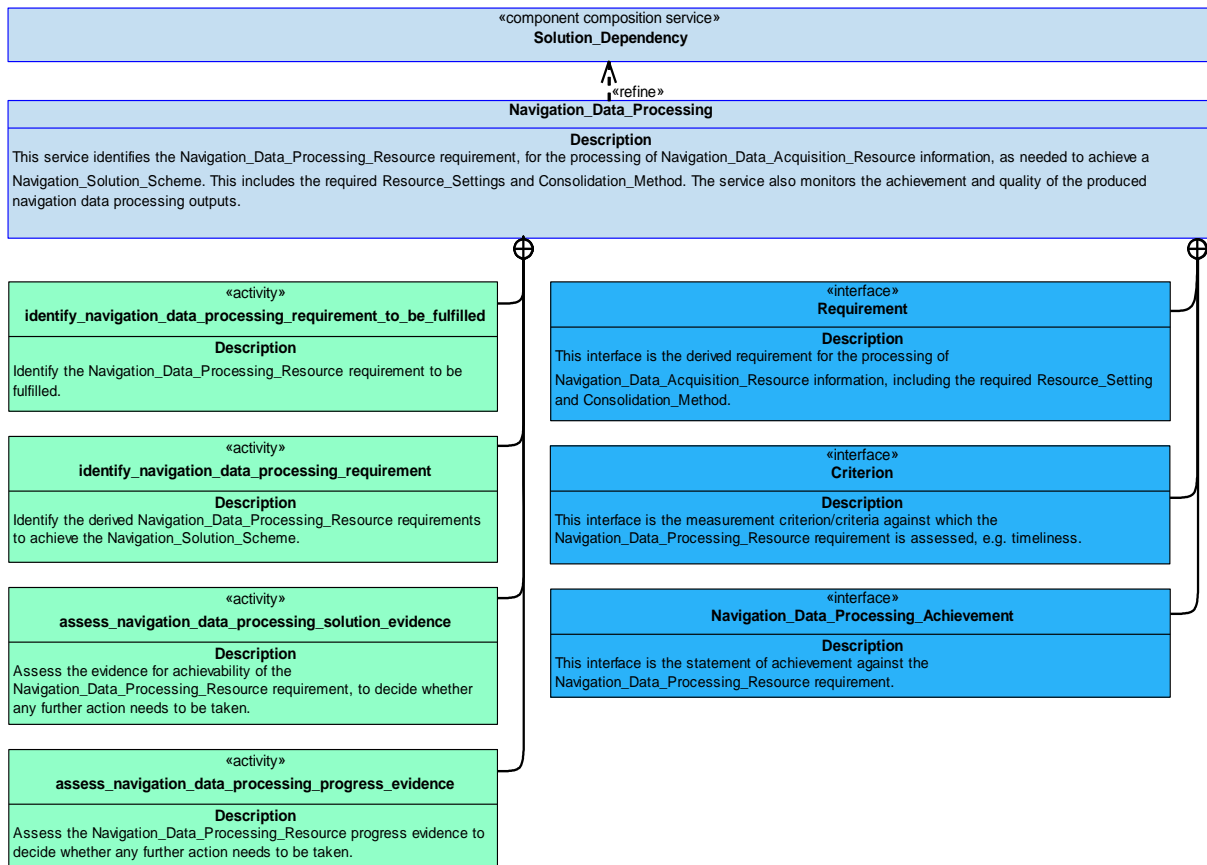 «component composition service»
Solution_Dependency
«refine»
Navigation_Data_Processing
Description
This service identifies the Navigation_Data_Processing_Resource requirement, for the processing of Navigation_Data_Acquisition_Resource information, as needed to achieve a
Navigation_Solution_Scheme. This includes the required Resource_Settings and Consolidation_Method. The service also monitors the achievement and quality of the produced
navigation data processing outputs.
«activity»
identify_navigation_data_processing_requirement_to_be_fulfilled
Description
Identify the Navigation_Data_Processing_Resource requirement to be
fulfilled.
«activity»
identify_navigation_data_processing_requirement
Description
Identify the derived Navigation_Data_Processing_Resource requirements
to achieve the Navigation_Solution_Scheme.
«activity»
assess_navigation_data_processing_solution_evidence
Description
Assess the evidence for achievability of the
Navigation_Data_Processing_Resource requirement, to decide whether
any further action needs to be taken.
«activity»
assess_navigation_data_processing_progress_evidence
Description
Assess the Navigation_Data_Processing_Resource progress evidence to
decide whether any further action needs to be taken.
«interface»
Requirement
Description
This interface is the derived requirement for the processing of
Navigation_Data_Acquisition_Resource information, including the required Resource_Setting
and Consolidation_Method.
«interface»
Criterion
Description
This interface is the measurement criterion/criteria against which the
Navigation_Data_Processing_Resource requirement is assessed, e.g. timeliness.
«interface»
Navigation_Data_Processing_Achievement
Description
This interface is the statement of achievement against the
Navigation_Data_Processing_Resource requirement.